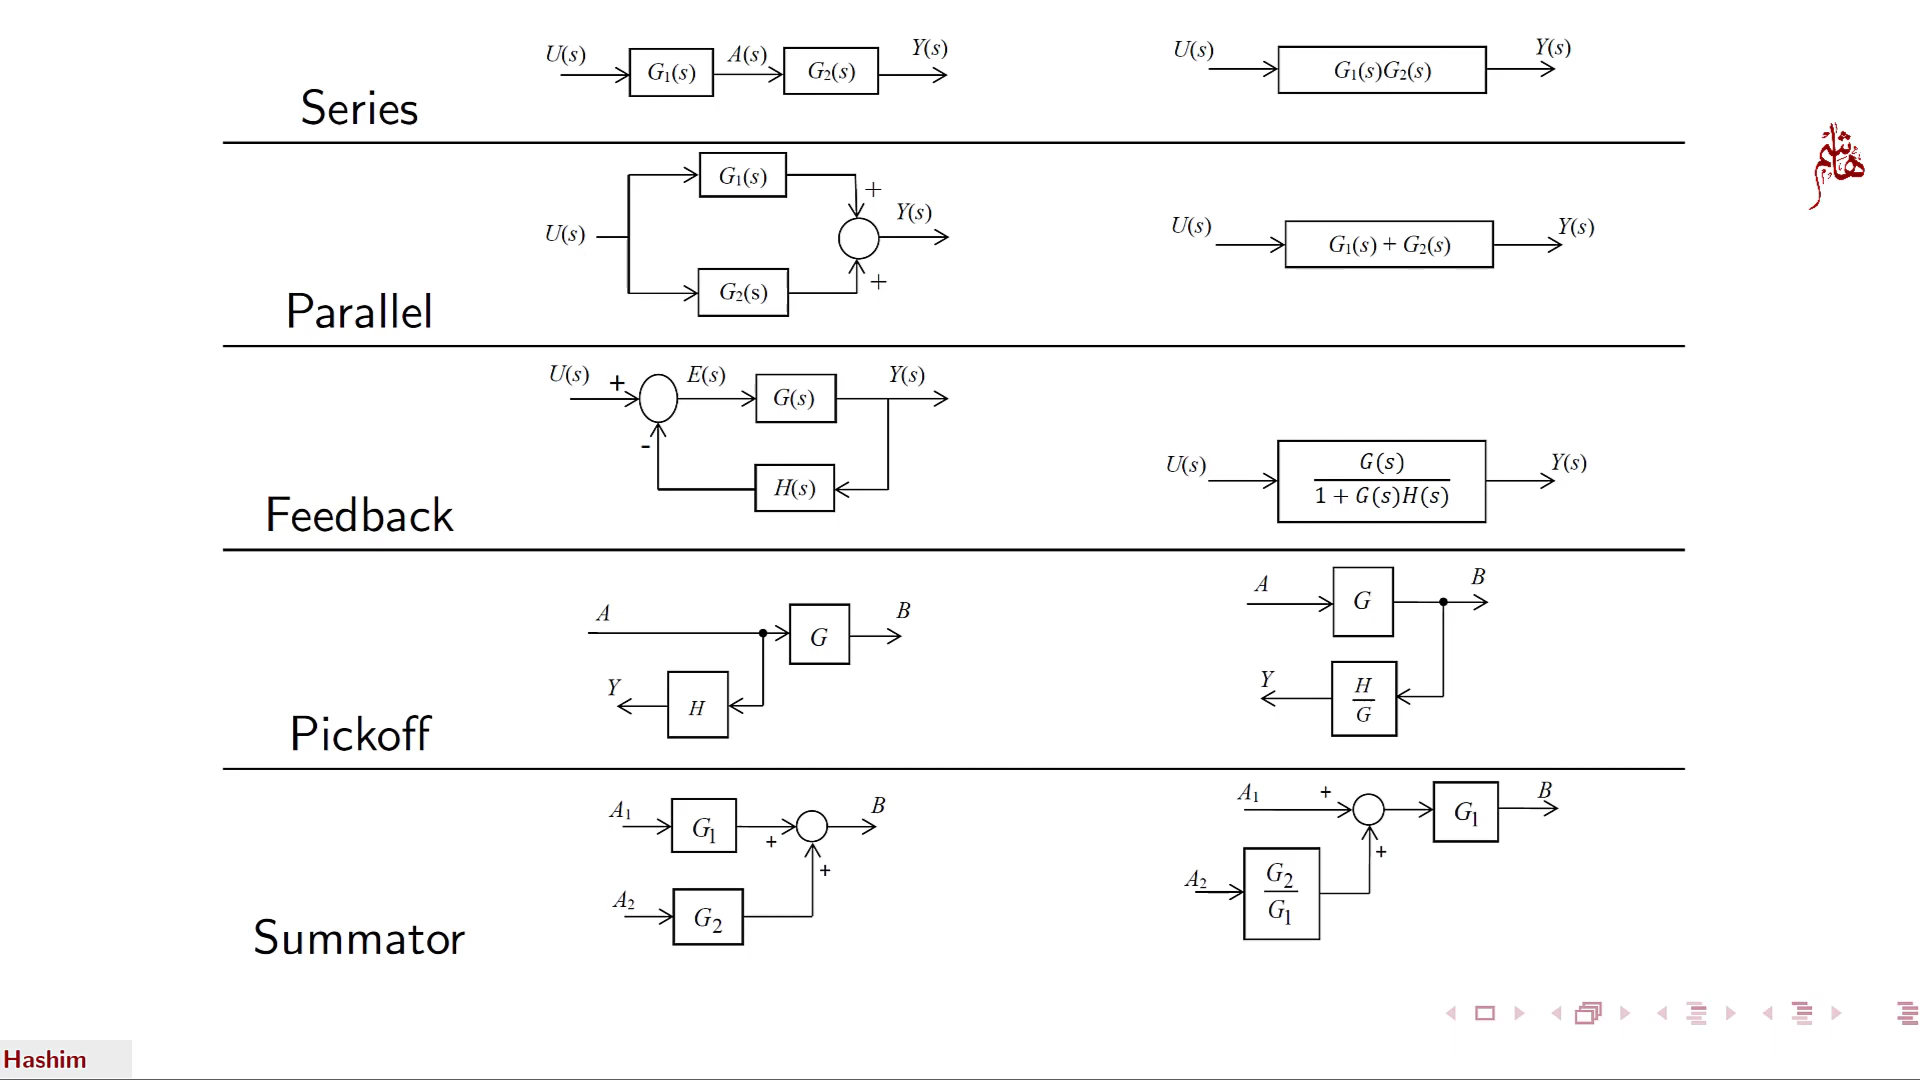 U(s) G₁(s) A(s) G₂(s) Y(s)
U(s) G₁(s)G₂(s) Y(s)
Series
G₁(s) +
U(s) Y(s)
G₂(s) +
U(s) G₁(s) + G₂(s) Y(s)
Parallel
U(s) + E(s) G(s) Y(s)
-
H(s)
U(s) G(s) Y(s)
1 + G(s)H(s)
Feedback
A G B
Y H
A G B
Y H
G
Pickoff
A₁ G₁ + B
+
A₂ G₂
A₁ + G₁ B
+
A₂ G₂
G₁
Summator
هاشم
Hashim